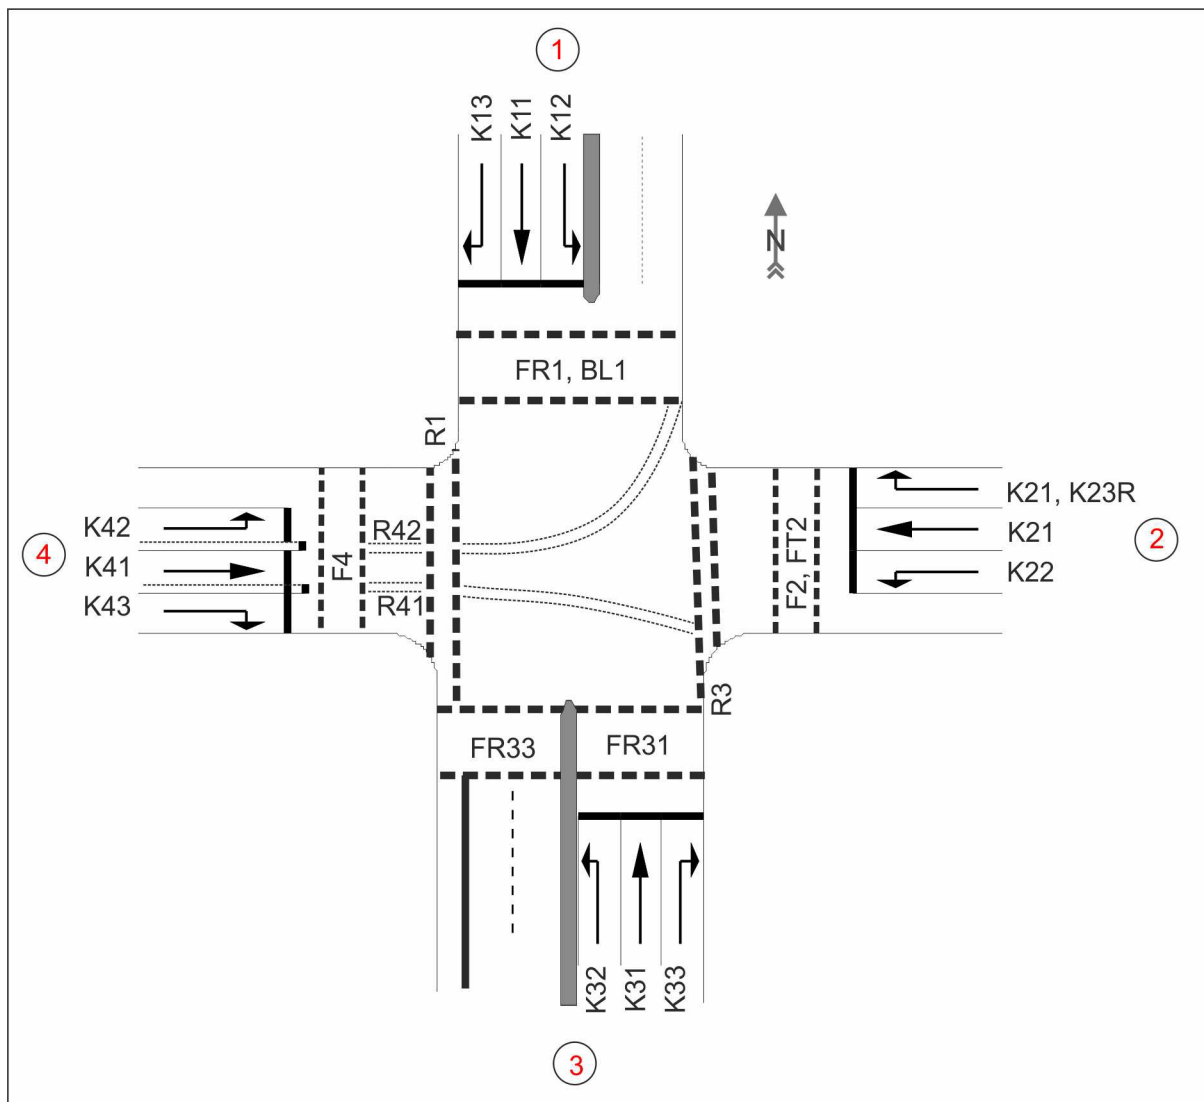 1
K13
K11
K12
N
FR1, BL1
R1
K21, K23R
K42
R42
K21
4
F4
F2, FT2
2
K41
K22
K43
R41
R3
FR33
FR31
K32
K31
K33
3